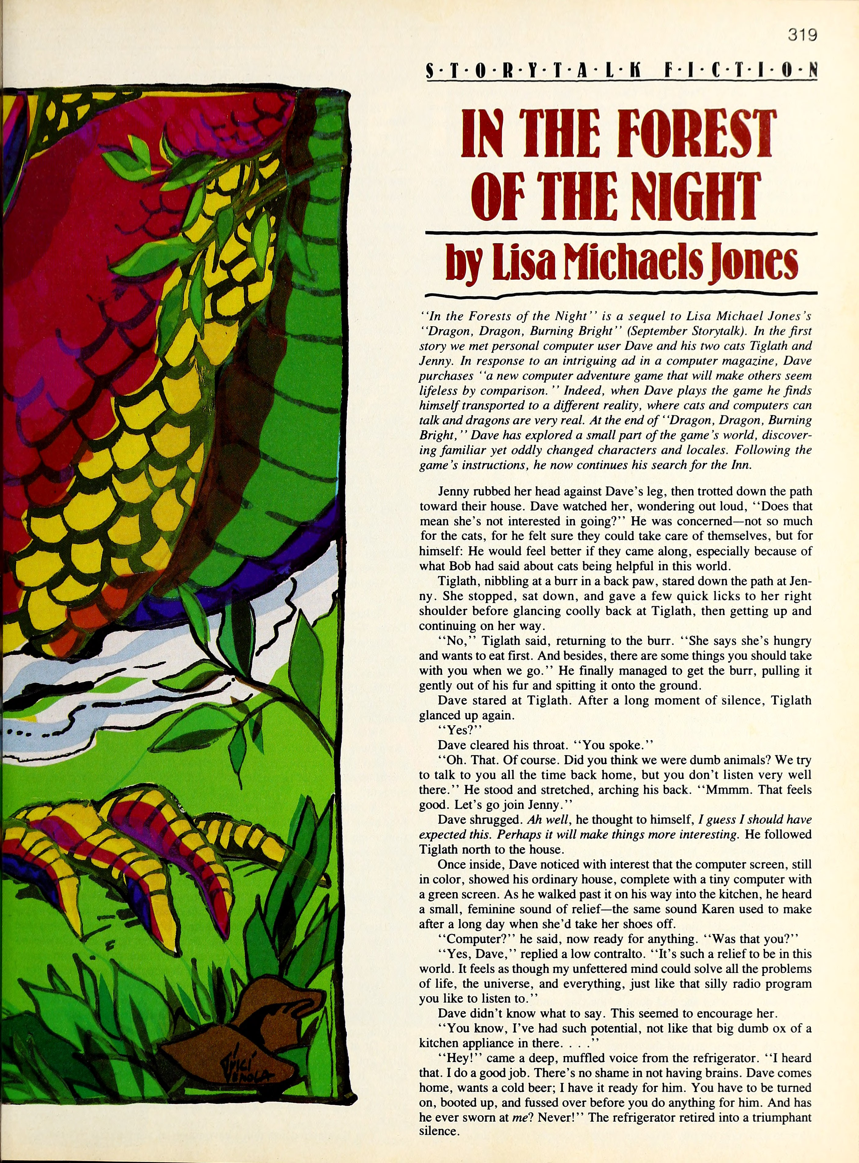 319
S·T·O·R·Y·T·A·L·K F·I·C·T·I·O·N
IN THE FOREST
OF THE NIGHT
by Lisa Michaels Jones
"In the Forests of the Night" is a sequel to Lisa Michael Jones's
"Dragon, Dragon, Burning Bright" (September Storytalk). In the first
story we met personal computer user Dave and his two cats Tiglath and
Jenny. In response to an intriguing ad in a computer magazine, Dave
purchases "a new computer adventure game that will make others seem
lifeless by comparison." Indeed, when Dave plays the game he finds
himself transported to a different reality, where cats and computers can
talk and dragons are very real. At the end of "Dragon, Dragon, Burning
Bright," Dave has explored a small part of the game's world, discover-
ing familiar yet oddly changed characters and locales. Following the
game's instructions, he now continues his search for the Inn.
Jenny rubbed her head against Dave's leg, then trotted down the path
toward their house. Dave watched her, wondering out loud, "Does that
mean she's not interested in going?" He was concerned—not so much
for the cats, for he felt sure they could take care of themselves, but for
himself: He would feel better if they came along, especially because of
what Bob had said about cats being helpful in this world.
Tiglath, nibbling at a burr in a back paw, stared down the path at Jen-
ny. She stopped, sat down, and gave a few quick licks to her right
shoulder before glancing coolly back at Tiglath, then getting up and
continuing on her way.
"No," Tiglath said, returning to the burr. "She says she's hungry
and wants to eat first. And besides, there are some things you should take
with you when we go." He finally managed to get the burr, pulling it
gently out of his fur and spitting it onto the ground.
Dave stared at Tiglath. After a long moment of silence, Tiglath
glanced up again.
"Yes?"
Dave cleared his throat. "You spoke."
"Oh. That. Of course. Did you think we were dumb animals? We try
to talk to you all the time back home, but you don't listen very well
there." He stood and stretched, arching his back. "Mmmm. That feels
good. Let's go join Jenny."
Dave shrugged. Ah well, he thought to himself, I guess I should have
expected this. Perhaps it will make things more interesting. He followed
Tiglath north to the house.
Once inside, Dave noticed with interest that the computer screen, still
in color, showed his ordinary house, complete with a tiny computer with
a green screen. As he walked past it on his way into the kitchen, he heard
a small, feminine sound of relief—the same sound Karen used to make
after a long day when she'd take her shoes off.
"Computer?" he said, now ready for anything. "Was that you?"
"Yes, Dave," replied a low contralto. "It's such a relief to be in this
world. It feels as though my unfettered mind could solve all the problems
of life, the universe, and everything, just like that silly radio program
you like to listen to."
Dave didn't know what to say. This seemed to encourage her.
"You know, I've had such potential, not like that big dumb ox of a
kitchen appliance in there. . . ."
"Hey!" came a deep, muffled voice from the refrigerator. "I heard
that. I do a good job. There's no shame in not having brains. Dave comes
home, wants a cold beer; I have it ready for him. You have to be turned
on, booted up, and fussed over before you do anything for him. And has
he ever sworn at me? Never!" The refrigerator retired into a triumphant
silence.